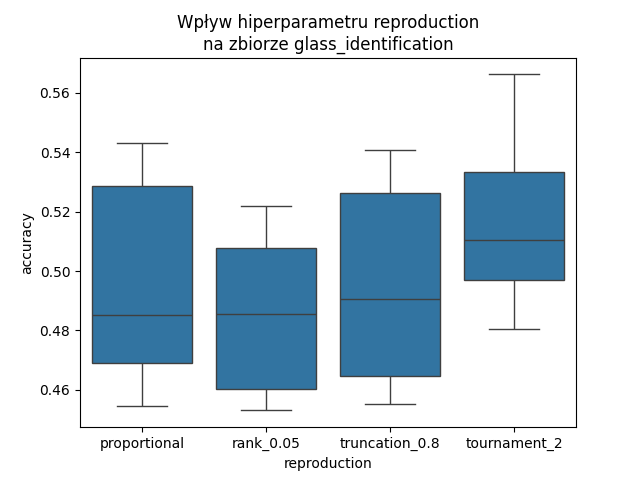 Wpływ hiperparametru reproduction
na zbiorze glass_identification
0.56
0.54
0.52
0.50
0.48
0.46
accuracy
proportional
rank_0.05
truncation_0.8
tournament_2
reproduction